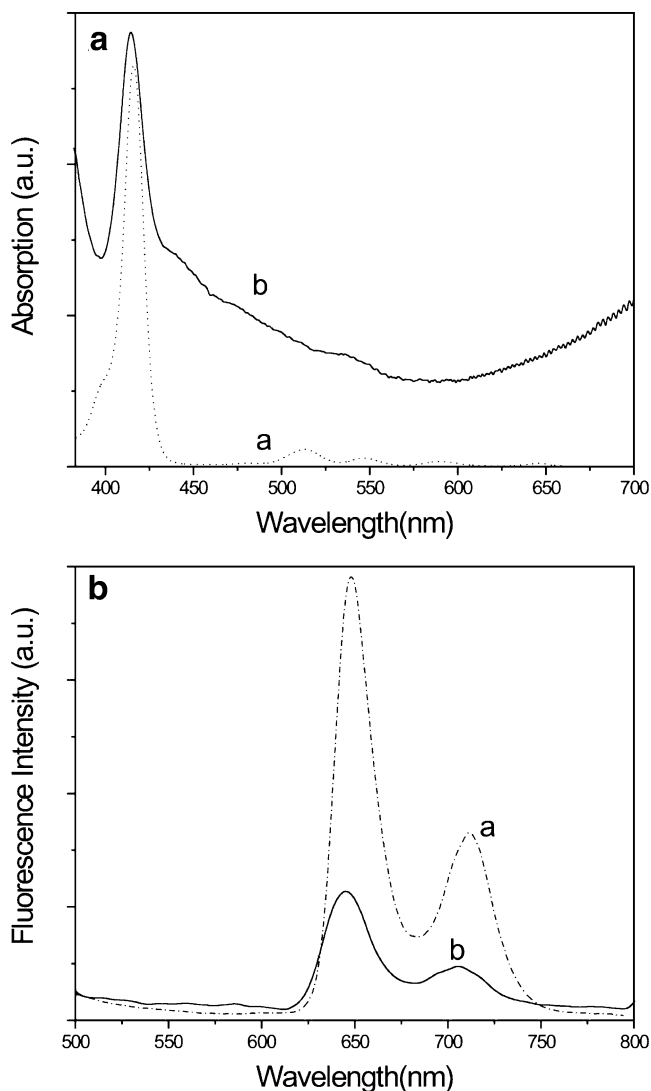 a
Absorption (a.u.)
b
a
400 450 500 550 600 650 700
Wavelength(nm)
b
Fluorescence Intensity (a.u.)
a
b
500 550 600 650 700 750 800
Wavelength(nm)